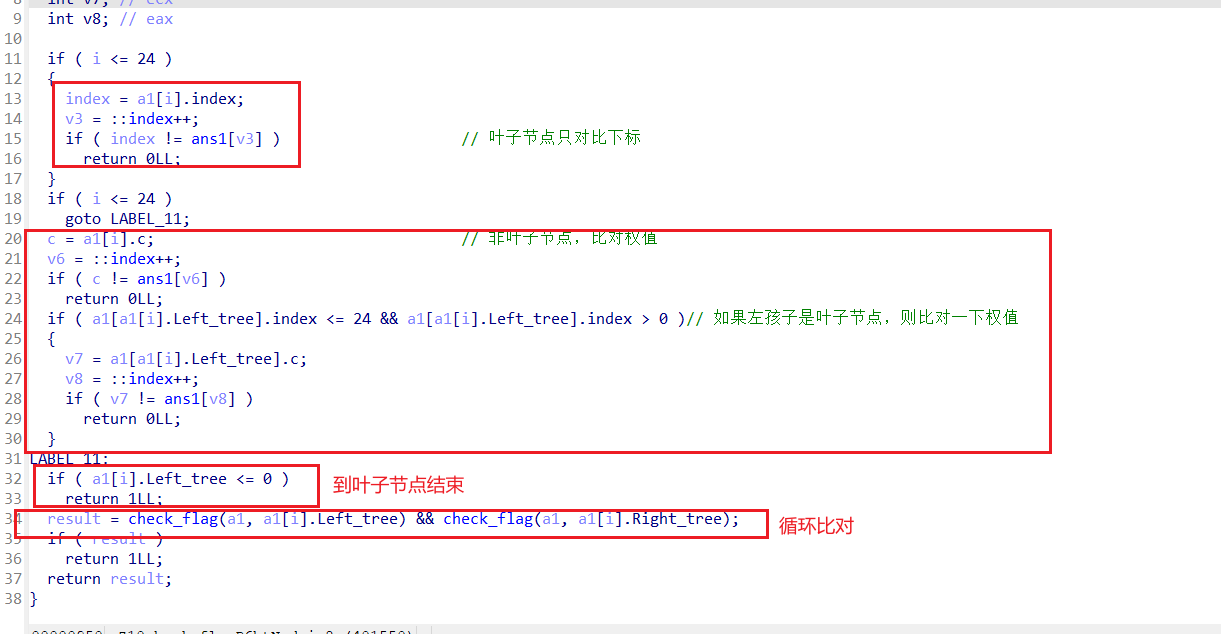 9 int v8; // eax
10
11 if ( i <= 24 )
12 {
13 index = a1[i].index;
14 v3 = ::index++;
15 if ( index != ans1[v3] ) // 叶子节点只对比下标
16 return 0LL;
17 }
18 if ( i <= 24 )
19 goto LABEL_11;
20 c = a1[i].c; // 非叶子节点，比对权值
21 v6 = ::index++;
22 if ( c != ans1[v6] )
23 return 0LL;
24 if ( a1[a1[i].Left_tree].index <= 24 && a1[a1[i].Left_tree].index > 0 )// 如果左孩子是叶子节点，则比对一下权值
25 {
26 v7 = a1[a1[i].Left_tree].c;
27 v8 = ::index++;
28 if ( v7 != ans1[v8] )
29 return 0LL;
30 }
31 LABEL_11:
32 if ( a1[i].Left_tree <= 0 ) 到叶子节点结束
33 return 1LL;
34 result = check_flag(a1, a1[i].Left_tree) && check_flag(a1, a1[i].Right_tree); 循环比对
35 if ( result )
36 return 1LL;
37 return result;
38 }